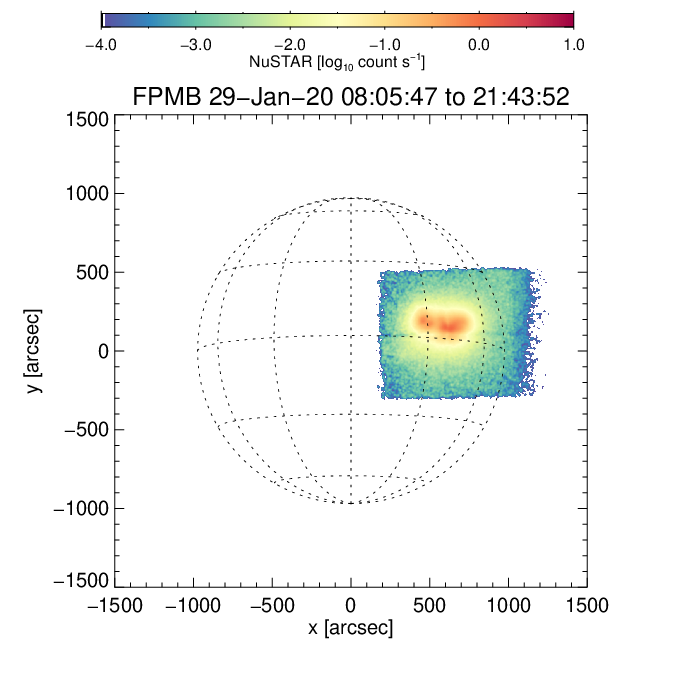 −4.0 −3.0 −2.0 −1.0 0.0 1.0
NuSTAR [log₁₀ count s⁻¹]
FPMB 29−Jan−20 08:05:47 to 21:43:52
1500
1000
500
0
−500
−1000
−1500
y [arcsec]
−1500 −1000 −500 0 500 1000 1500
x [arcsec]